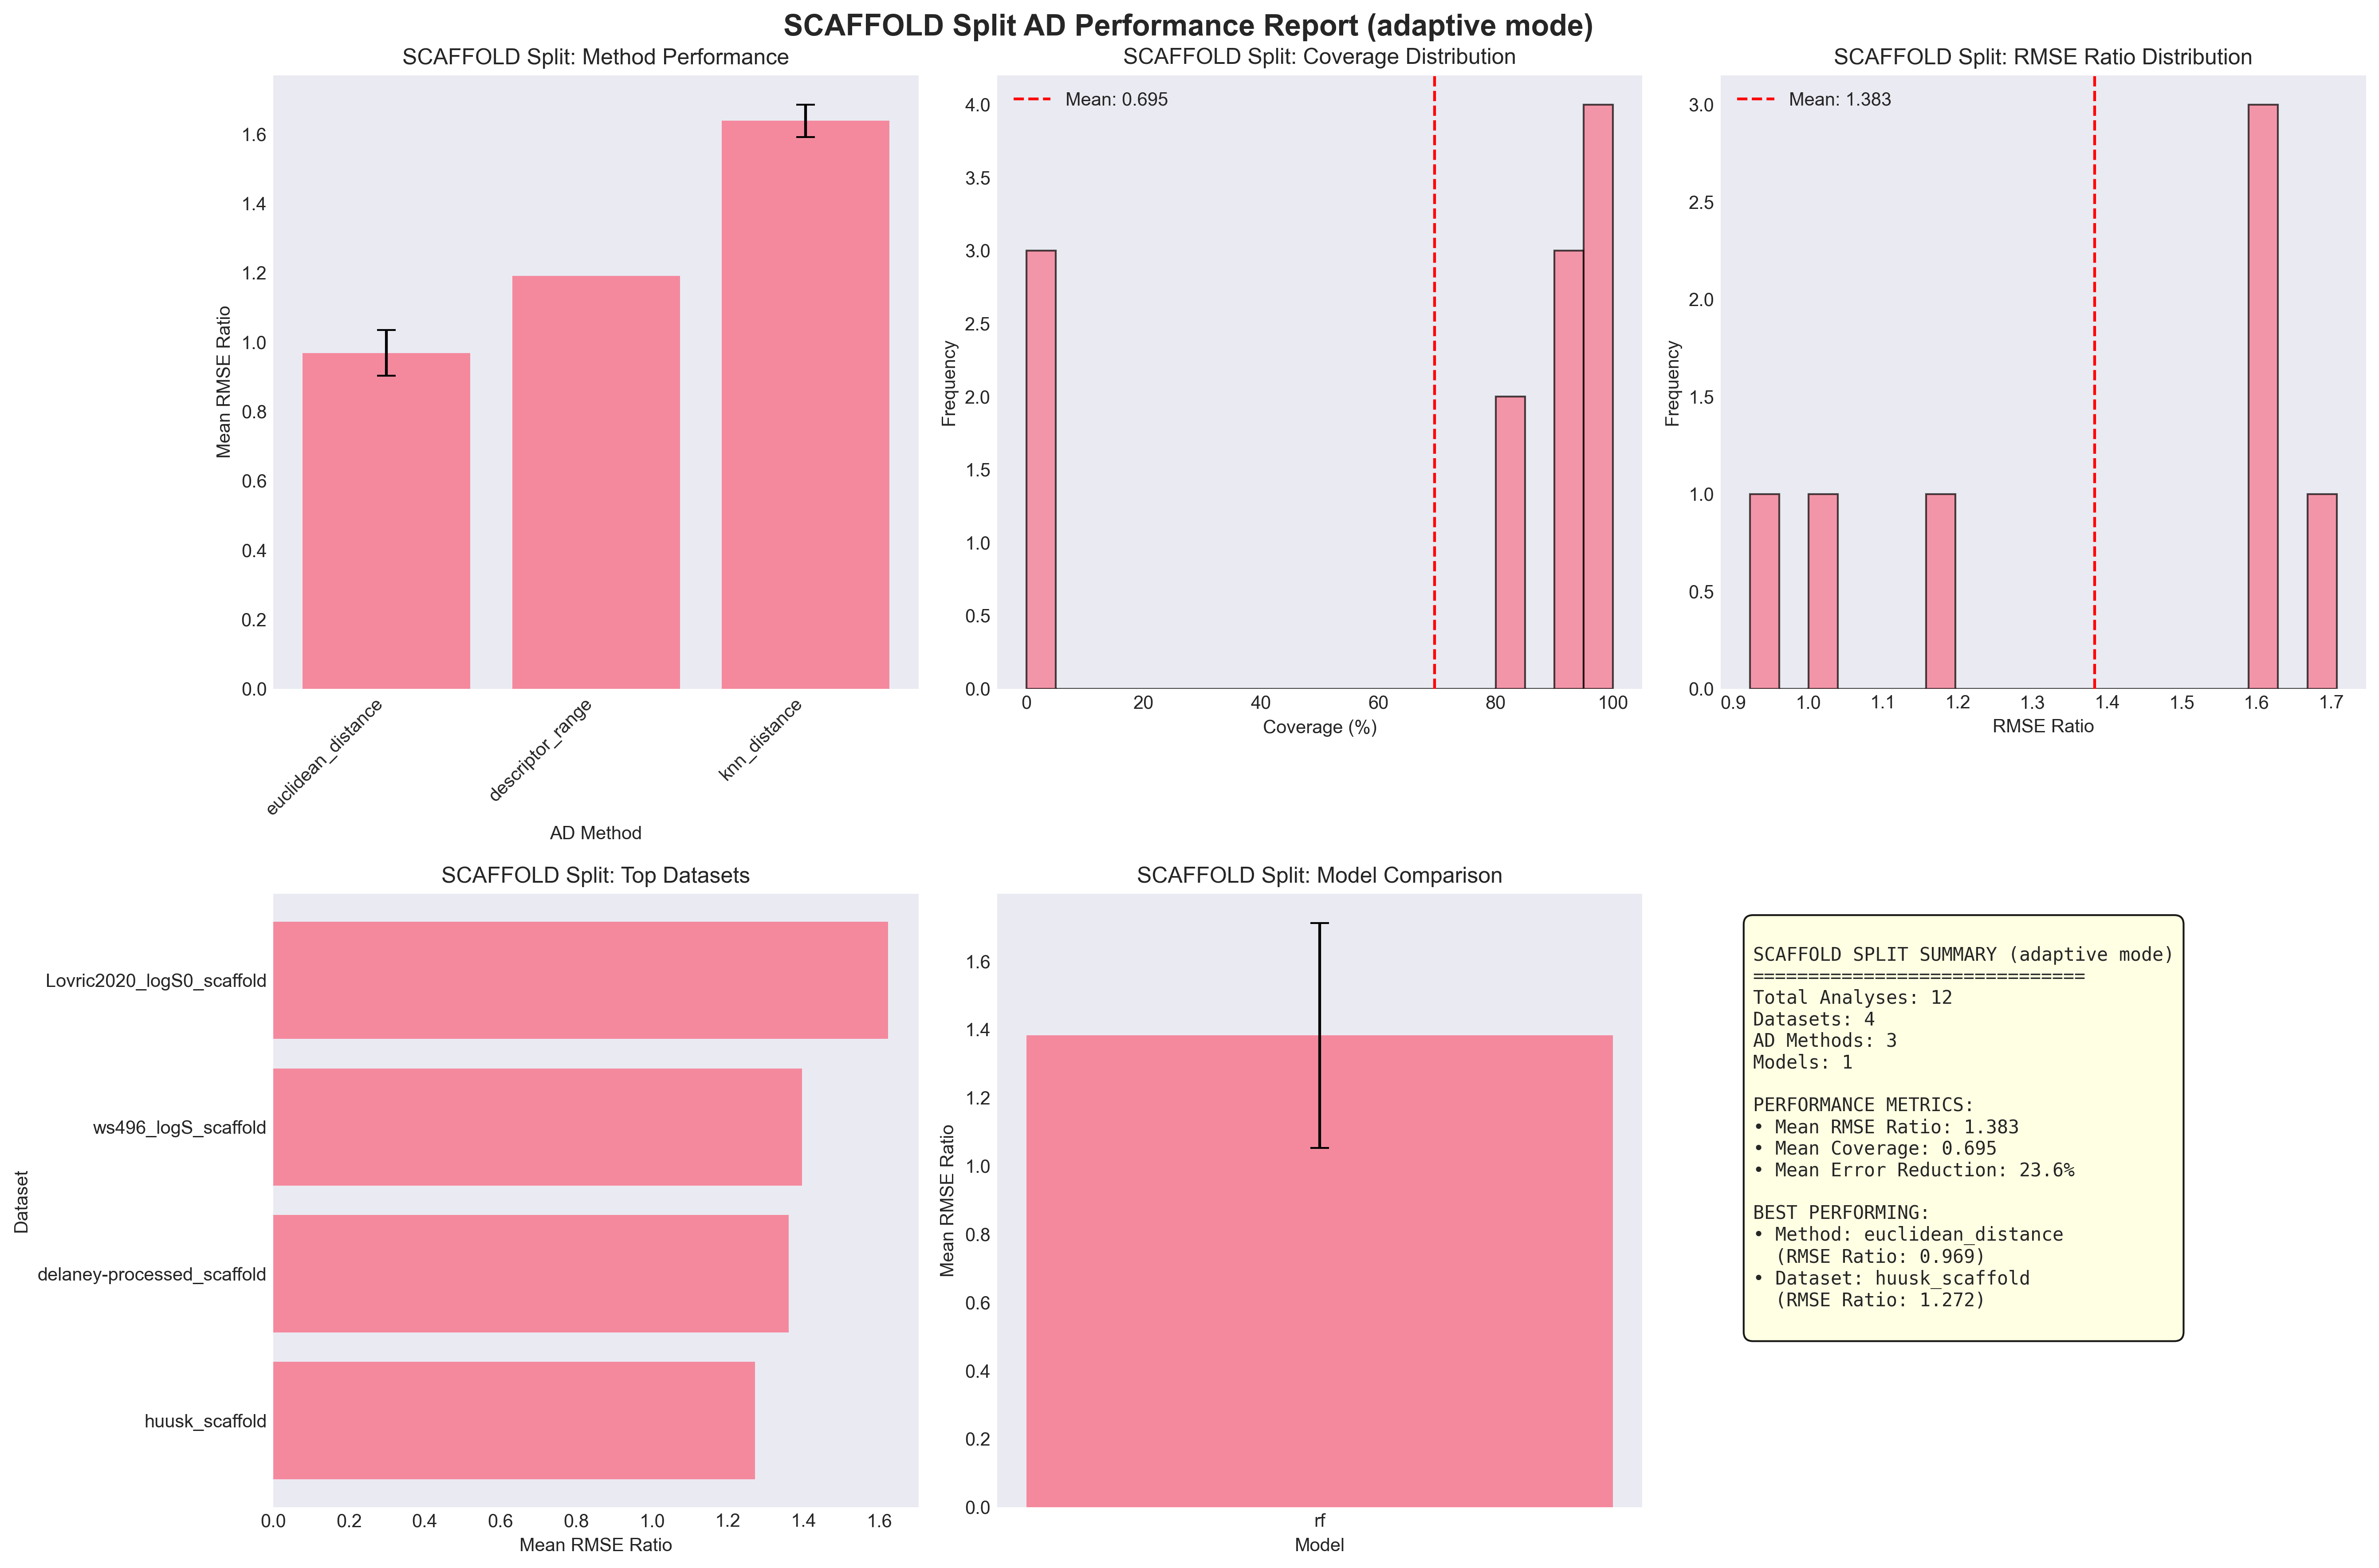 SCAFFOLD Split AD Performance Report (adaptive mode)
SCAFFOLD Split: Method Performance
Mean RMSE Ratio
1.6
1.4
1.2
1.0
0.8
0.6
0.4
0.2
0.0
euclidean_distance
descriptor_range
knn_distance
AD Method
SCAFFOLD Split: Coverage Distribution
Mean: 0.695
Frequency
4.0
3.5
3.0
2.5
2.0
1.5
1.0
0.5
0.0
0 20 40 60 80 100
Coverage (%)
SCAFFOLD Split: RMSE Ratio Distribution
Mean: 1.383
Frequency
3.0
2.5
2.0
1.5
1.0
0.5
0.0
0.9 1.0 1.1 1.2 1.3 1.4 1.5 1.6 1.7
RMSE Ratio
SCAFFOLD Split: Top Datasets
Dataset
Lovric2020_logS0_scaffold
ws496_logS_scaffold
delaney-processed_scaffold
huusk_scaffold
0.0 0.2 0.4 0.6 0.8 1.0 1.2 1.4 1.6
Mean RMSE Ratio
SCAFFOLD Split: Model Comparison
Mean RMSE Ratio
1.6
1.4
1.2
1.0
0.8
0.6
0.4
0.2
0.0
rf
Model
SCAFFOLD SPLIT SUMMARY (adaptive mode)
==============================
Total Analyses: 12
Datasets: 4
AD Methods: 3
Models: 1
PERFORMANCE METRICS:
• Mean RMSE Ratio: 1.383
• Mean Coverage: 0.695
• Mean Error Reduction: 23.6%
BEST PERFORMING:
• Method: euclidean_distance
(RMSE Ratio: 0.969)
• Dataset: huusk_scaffold
(RMSE Ratio: 1.272)